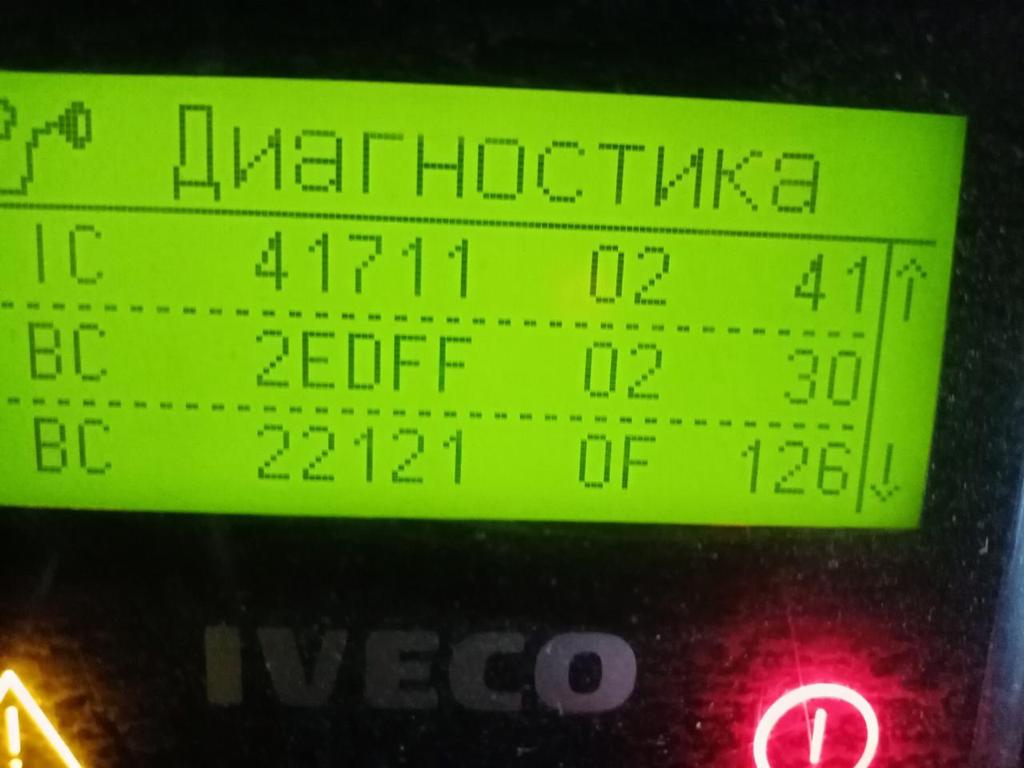 Диагностика
IC 41711 02 41
BC 2EDFF 02 30
BC 22121 0F 126
IVECO